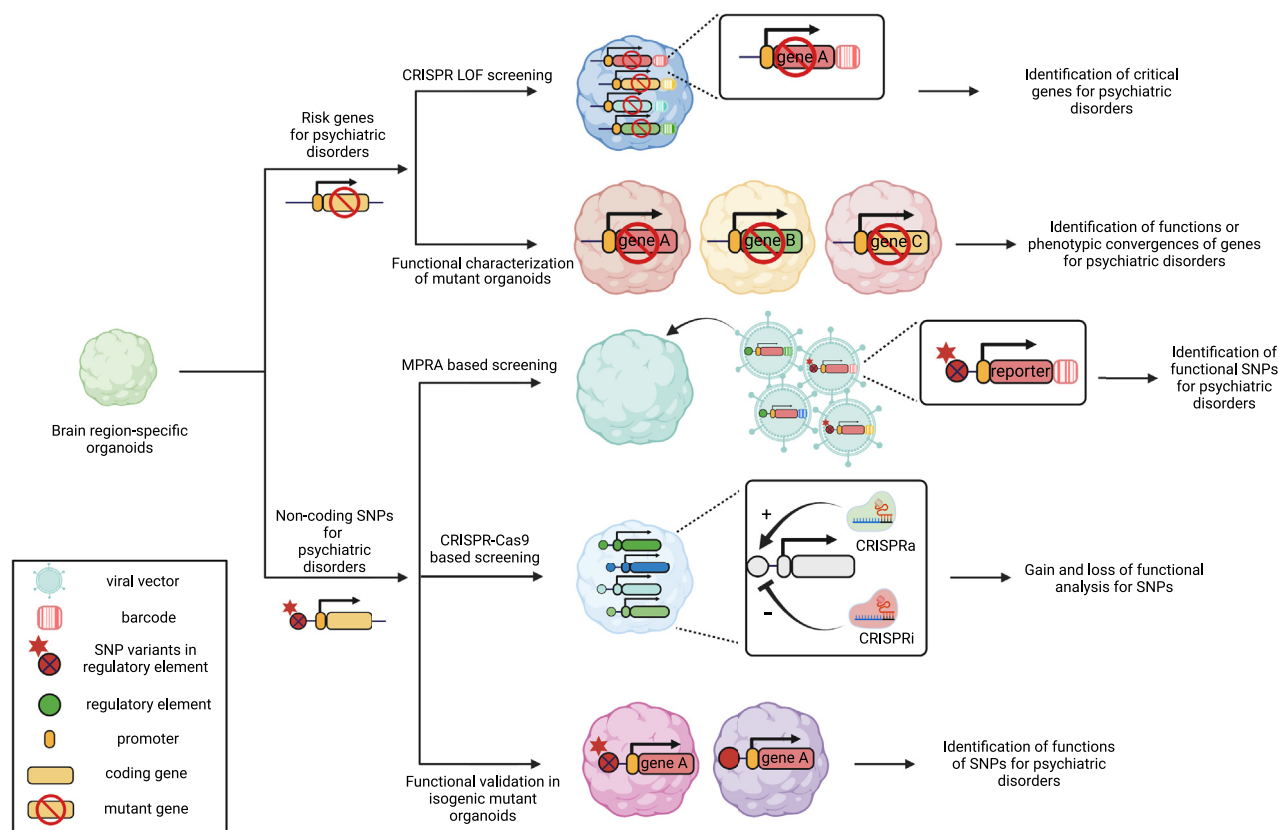 CRISPR LOF screening
gene A
Identification of critical
genes for psychiatric
disorders
Risk genes
for psychiatric
disorders
gene A
gene B
gene C
Identification of functions or
phenotypic convergences of genes
for psychiatric disorders
Functional characterization
of mutant organoids
Brain region-specific
organoids
MPRA based screening
reporter
Identification of
functional SNPs
for psychiatric
disorders
Non-coding SNPs
for
psychiatric
disorders
CRISPR-Cas9
based screening
+
CRISPRa
-
CRISPRi
Gain and loss of functional
analysis for SNPs
Functional validation in
isogenic mutant
organoids
gene A
gene A
Identification of functions
of SNPs for psychiatric
disorders
viral vector
barcode
SNP variants in
regulatory element
regulatory element
promoter
coding gene
mutant gene